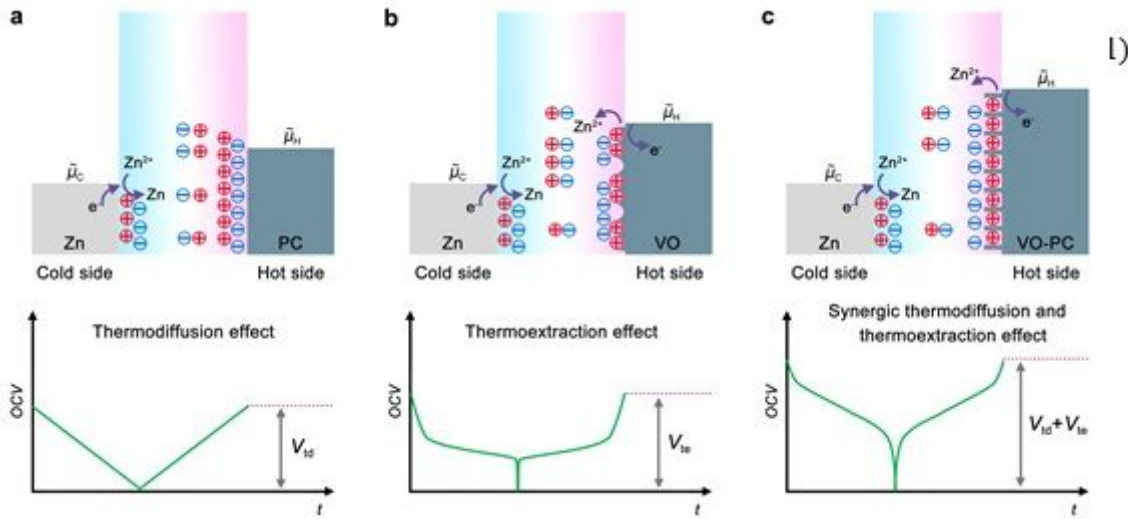 a
b
c
l)
Zn²⁺
μ̃H
μ̃C
Zn²⁺
e⁻
Zn
Zn
PC
Cold side
Hot side
Zn²⁺
μ̃H
e⁻
μ̃C
Zn²⁺
e⁻
Zn
Zn
VO
Cold side
Hot side
μ̃H
e⁻
μ̃C
Zn²⁺
e⁻
Zn
Zn
VO-PC
Cold side
Hot side
Thermodiffusion effect
OCV
Vtd
t
Thermoextraction effect
OCV
Vte
t
Synergic thermodiffusion and
thermoextraction effect
OCV
Vtd+Vte
t